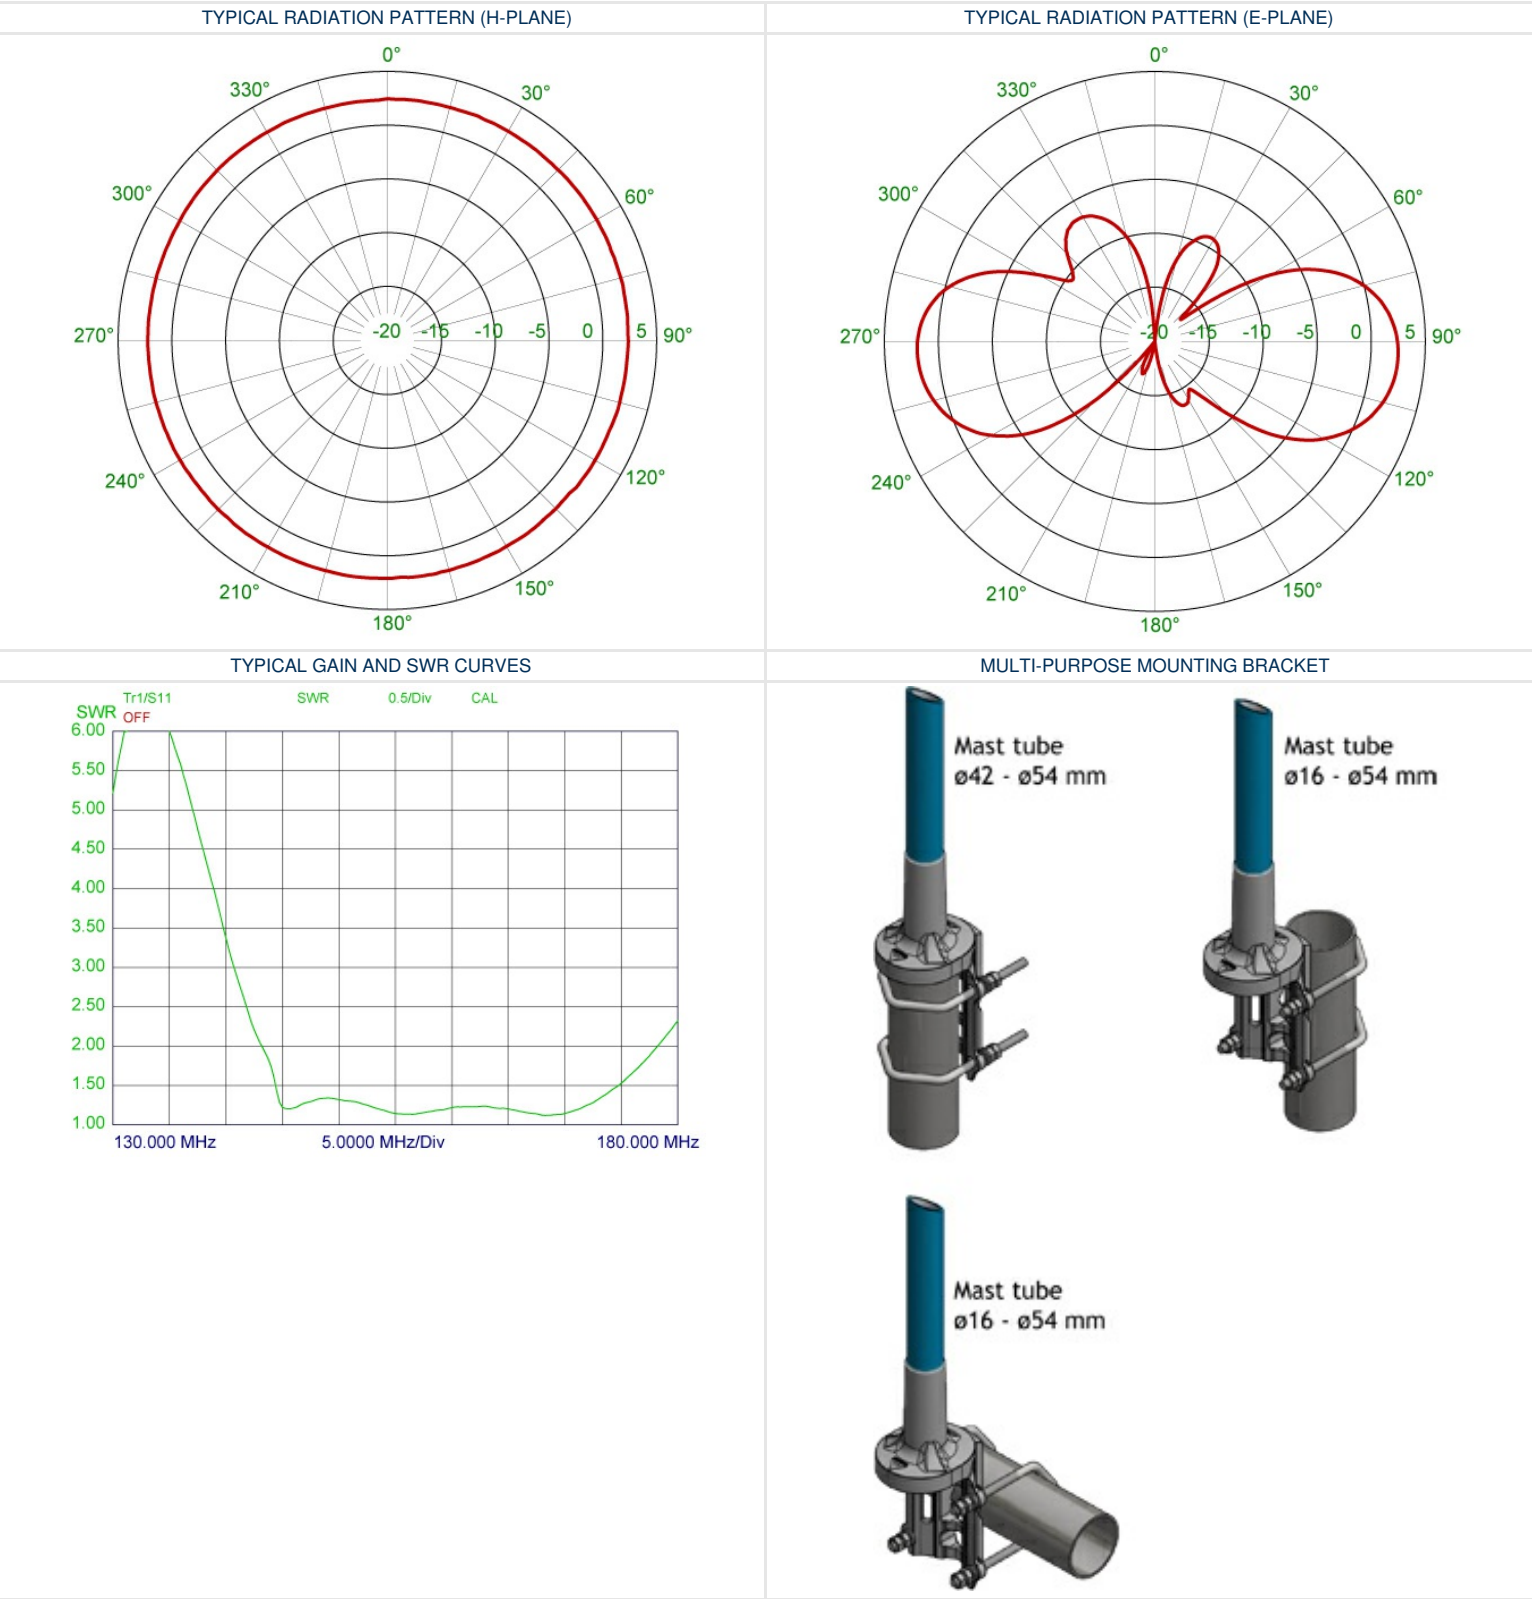 TYPICAL RADIATION PATTERN (H-PLANE)
0°
330° 30°
300° 60°
270° -20 -15 -10 -5 0 5 90°
240° 120°
210° 150°
180°
TYPICAL RADIATION PATTERN (E-PLANE)
0°
330° 30°
300° 60°
270° -20 -15 -10 -5 0 5 90°
240° 120°
210° 150°
180°
TYPICAL GAIN AND SWR CURVES
Tr1/S11 SWR 0.5/Div CAL
SWR OFF
6.00
5.50
5.00
4.50
4.00
3.50
3.00
2.50
2.00
1.50
1.00
130.000 MHz 5.0000 MHz/Div 180.000 MHz
MULTI-PURPOSE MOUNTING BRACKET
Mast tube
ø42 - ø54 mm
Mast tube
ø16 - ø54 mm
Mast tube
ø16 - ø54 mm